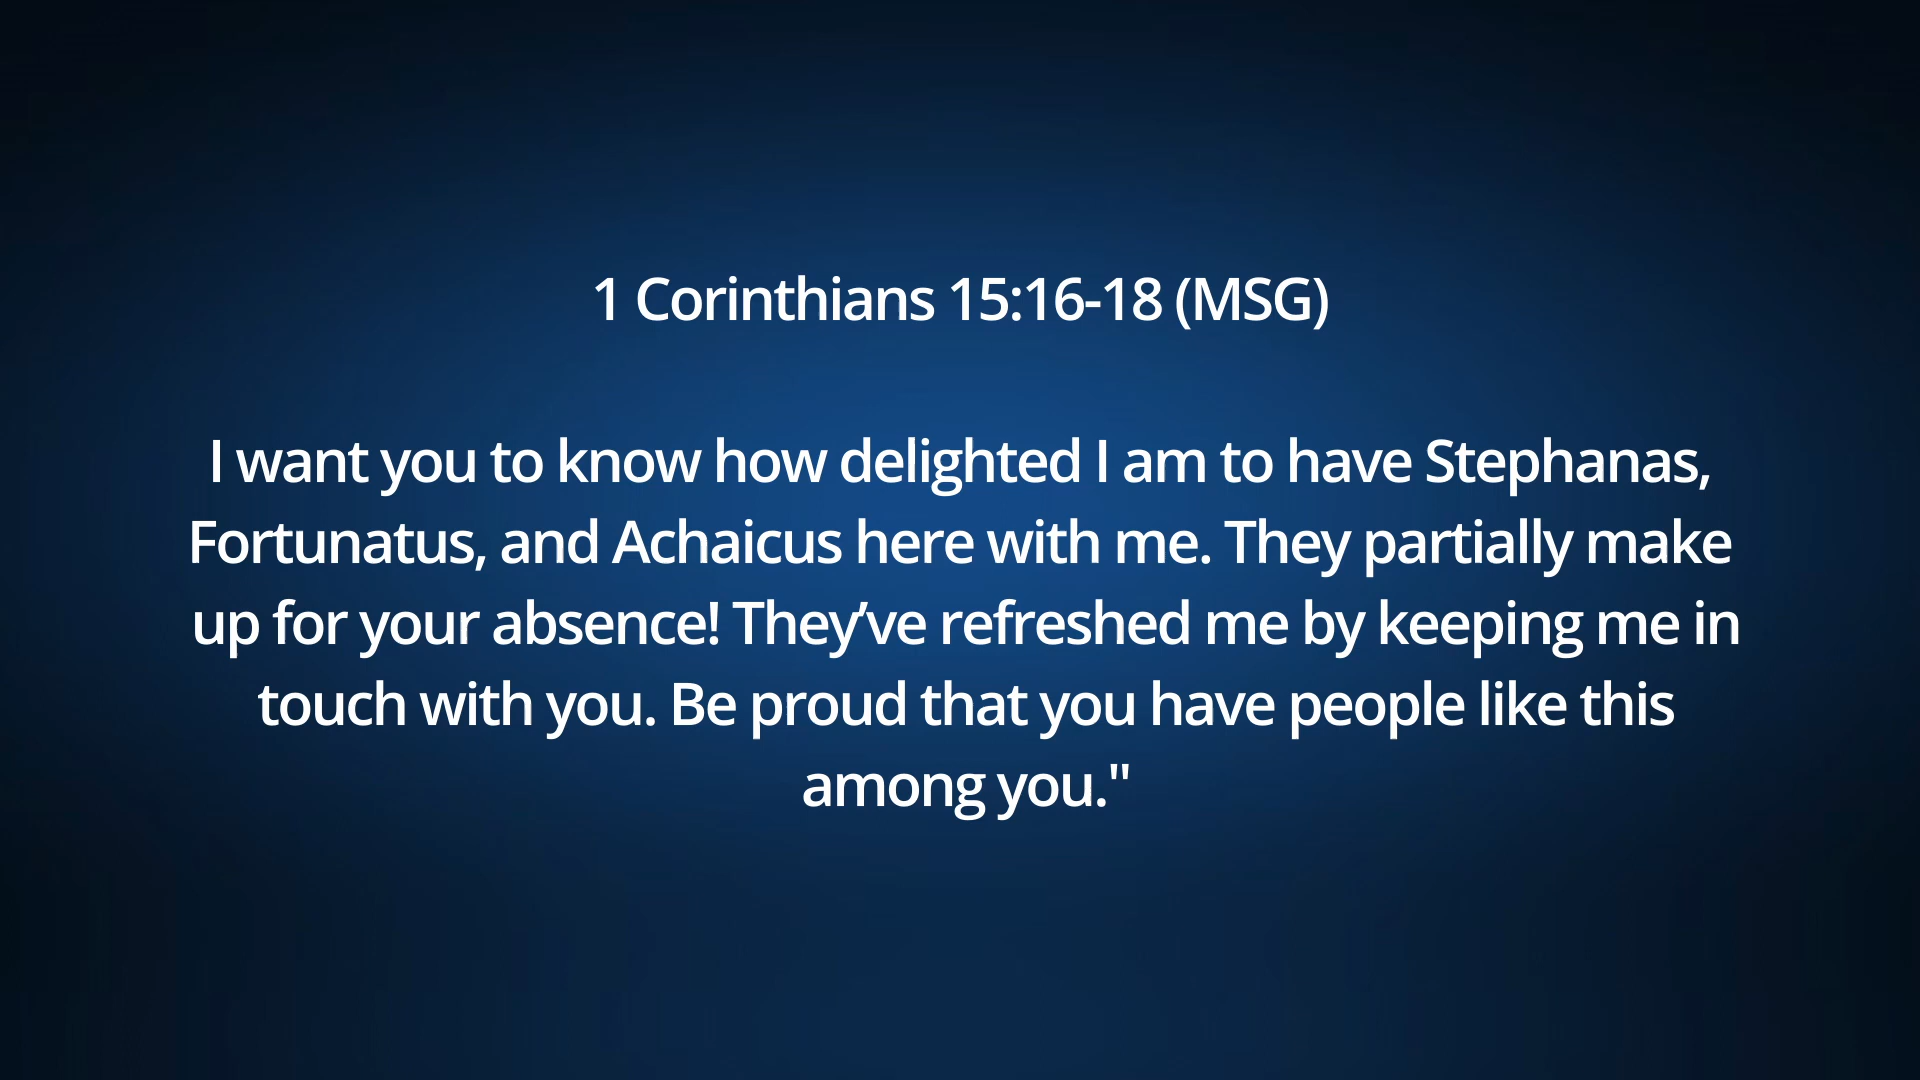 1 Corinthians 15:16-18 (MSG)
I want you to know how delighted I am to have Stephanas,
Fortunatus, and Achaicus here with me. They partially make
up for your absence! They’ve refreshed me by keeping me in
touch with you. Be proud that you have people like this
among you."